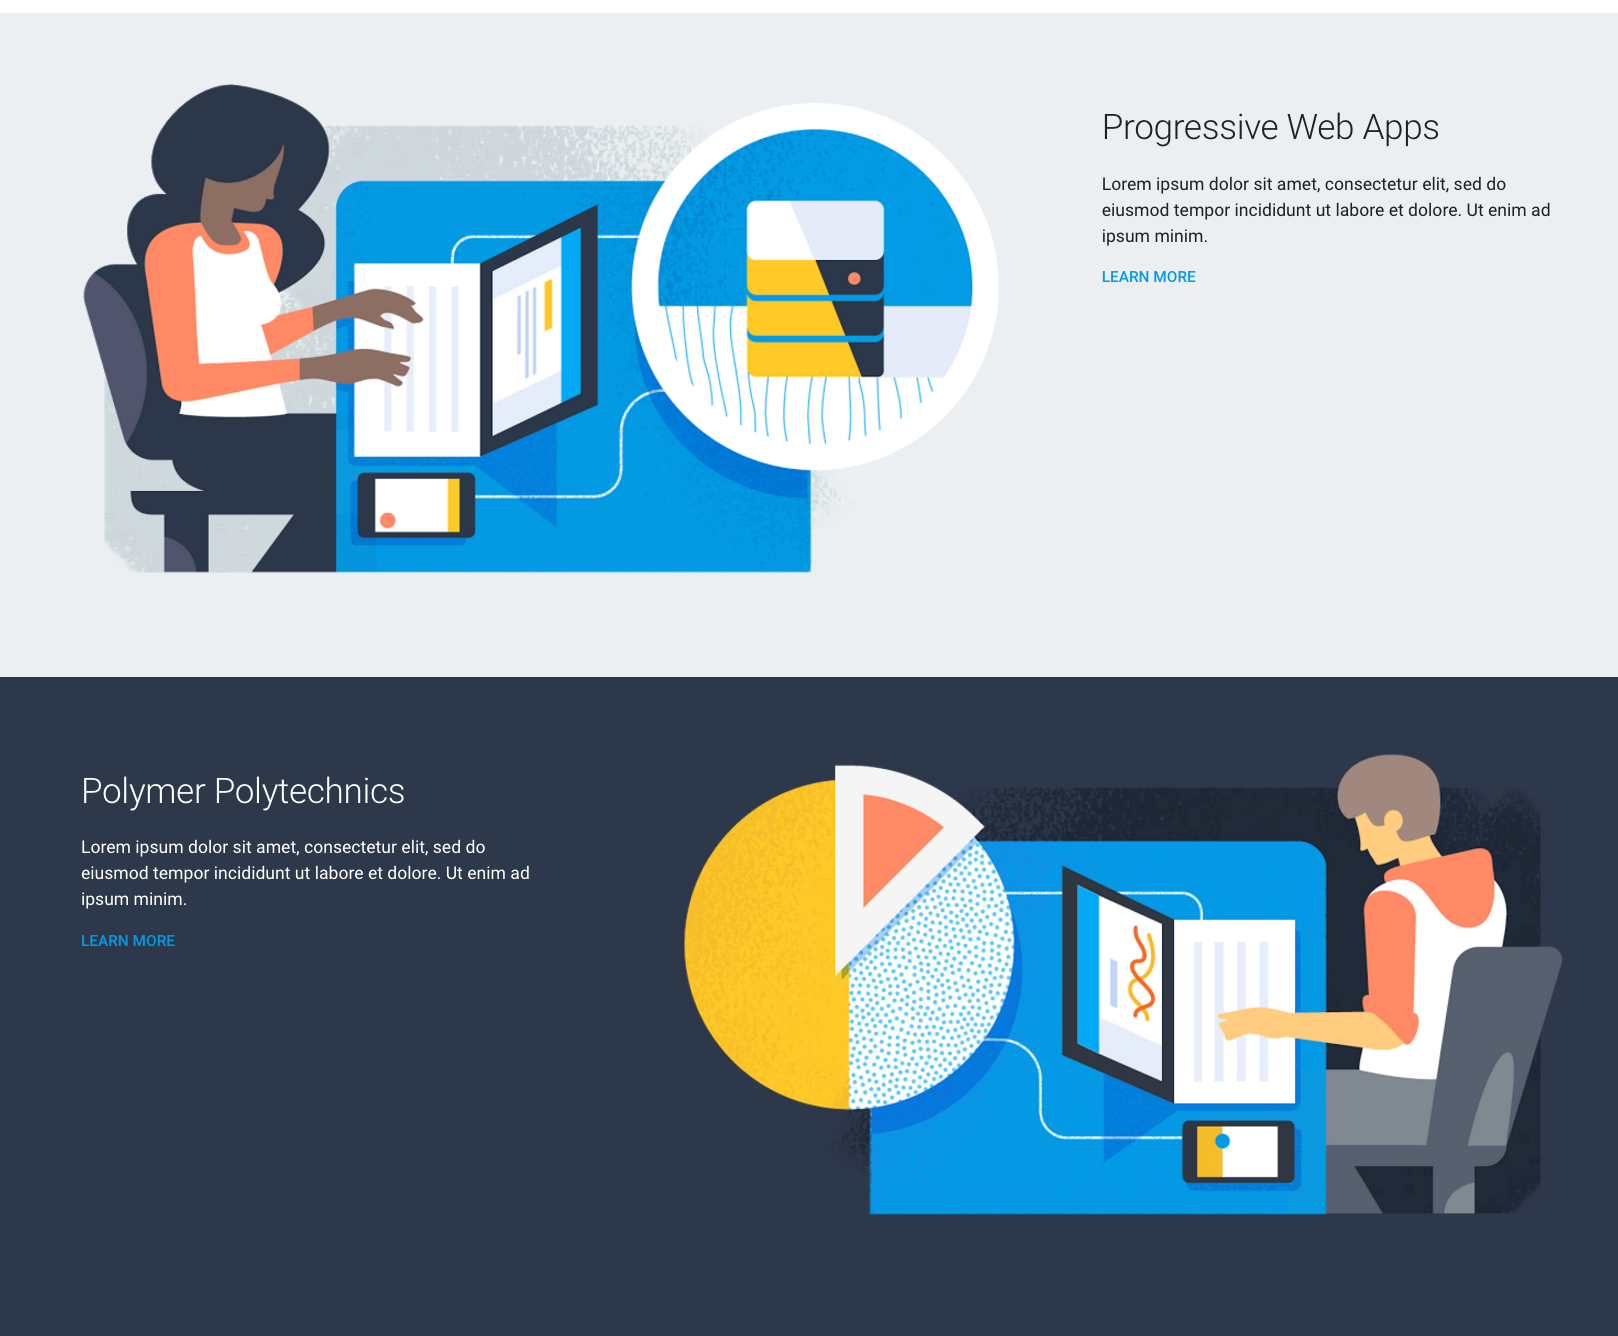 Progressive Web Apps
Lorem ipsum dolor sit amet, consectetur elit, sed do
eiusmod tempor incididunt ut labore et dolore. Ut enim ad
ipsum minim.
LEARN MORE
Polymer Polytechnics
Lorem ipsum dolor sit amet, consectetur elit, sed do
eiusmod tempor incididunt ut labore et dolore. Ut enim ad
ipsum minim.
LEARN MORE